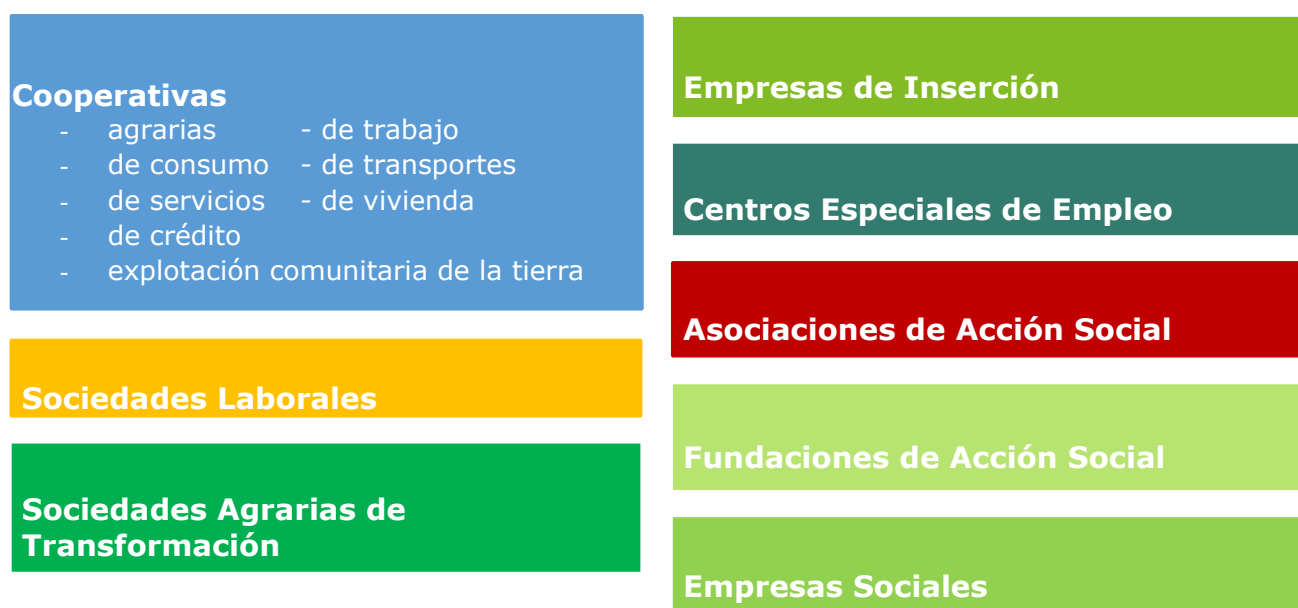 Cooperativas
- agrarias - de trabajo
- de consumo - de transportes
- de servicios - de vivienda
- de crédito
- explotación comunitaria de la tierra
Sociedades Laborales
Sociedades Agrarias de
Transformación
Empresas de Inserción
Centros Especiales de Empleo
Asociaciones de Acción Social
Fundaciones de Acción Social
Empresas Sociales